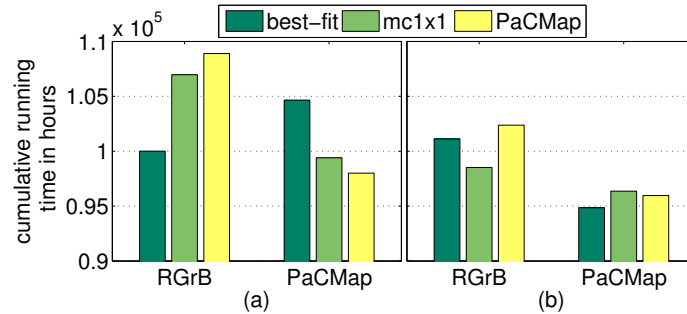 best-fit mc1x1 PaCMap
x 10^5
1.1
1.05
1
0.95
0.9
cumulative running
time in hours
RGrB PaCMap RGrB PaCMap
(a) (b)